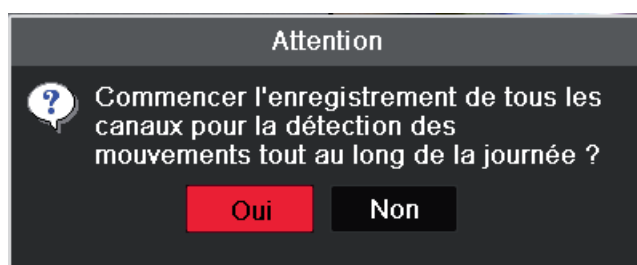 Attention
Commencer l'enregistrement de tous les
canaux pour la détection des
mouvements tout au long de la journée ?
Oui Non